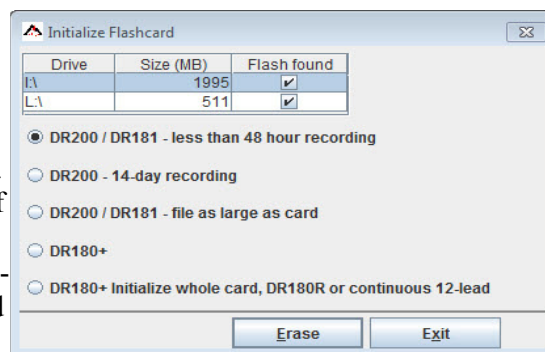 Initialize Flashcard
Drive Size (MB) Flash found
I:\ 1995
L:\ 511
DR200 / DR181 - less than 48 hour recording
DR200 - 14-day recording
DR200 / DR181 - file as large as card
DR180+
DR180+ Initialize whole card, DR180R or continuous 12-lead
Erase Exit